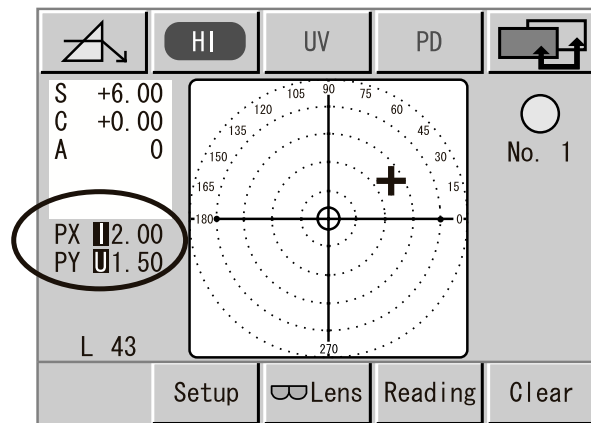 HI UV PD
S +6.00
C +0.00
A 0
PX I2.00
PY U1.50
L 43
90
105 75
120 60
135 45
150 30
165 15
180 0
270
No. 1
Setup Lens Reading Clear